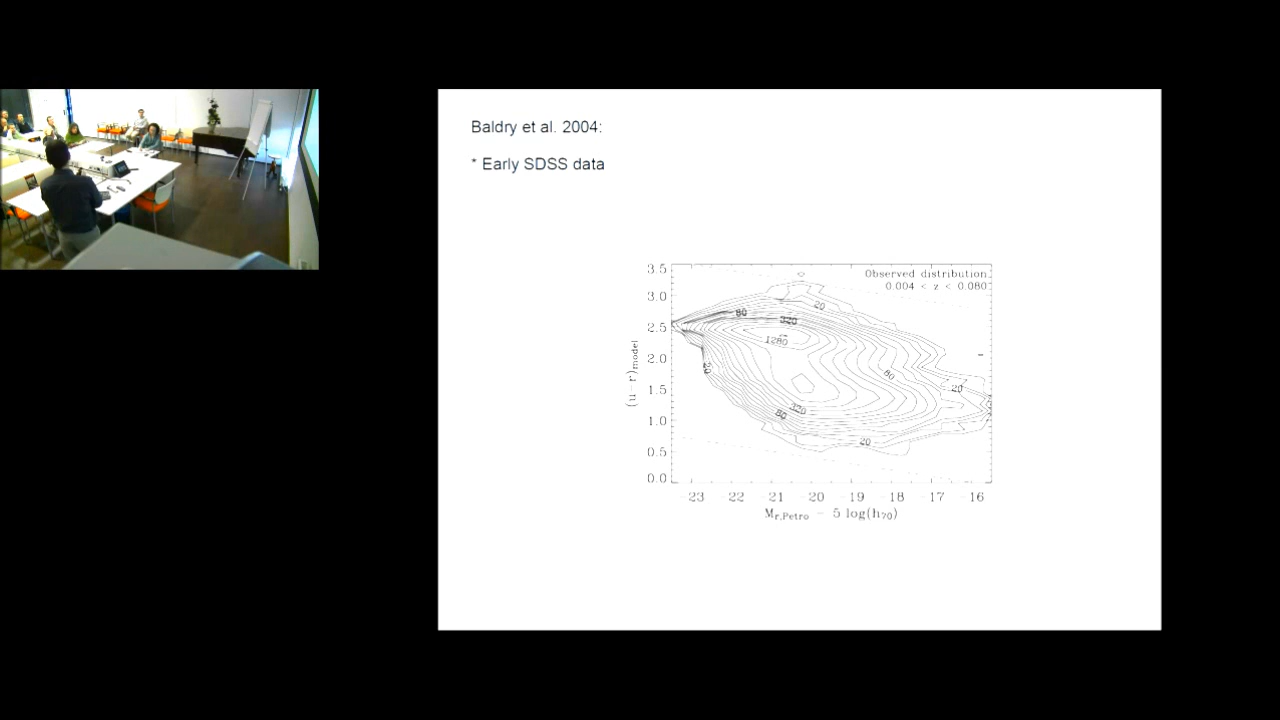 Baldry et al. 2004:
* Early SDSS data
Observed distribution
0.004 < z < 0.080
3.5
3.0
2.5
2.0
1.5
1.0
0.5
0.0
(u−r)model
20
80
320
1280
20
80
20
320
80
20
−23 −22 −21 −20 −19 −18 −17 −16
Mr,Petro − 5 log(h70)